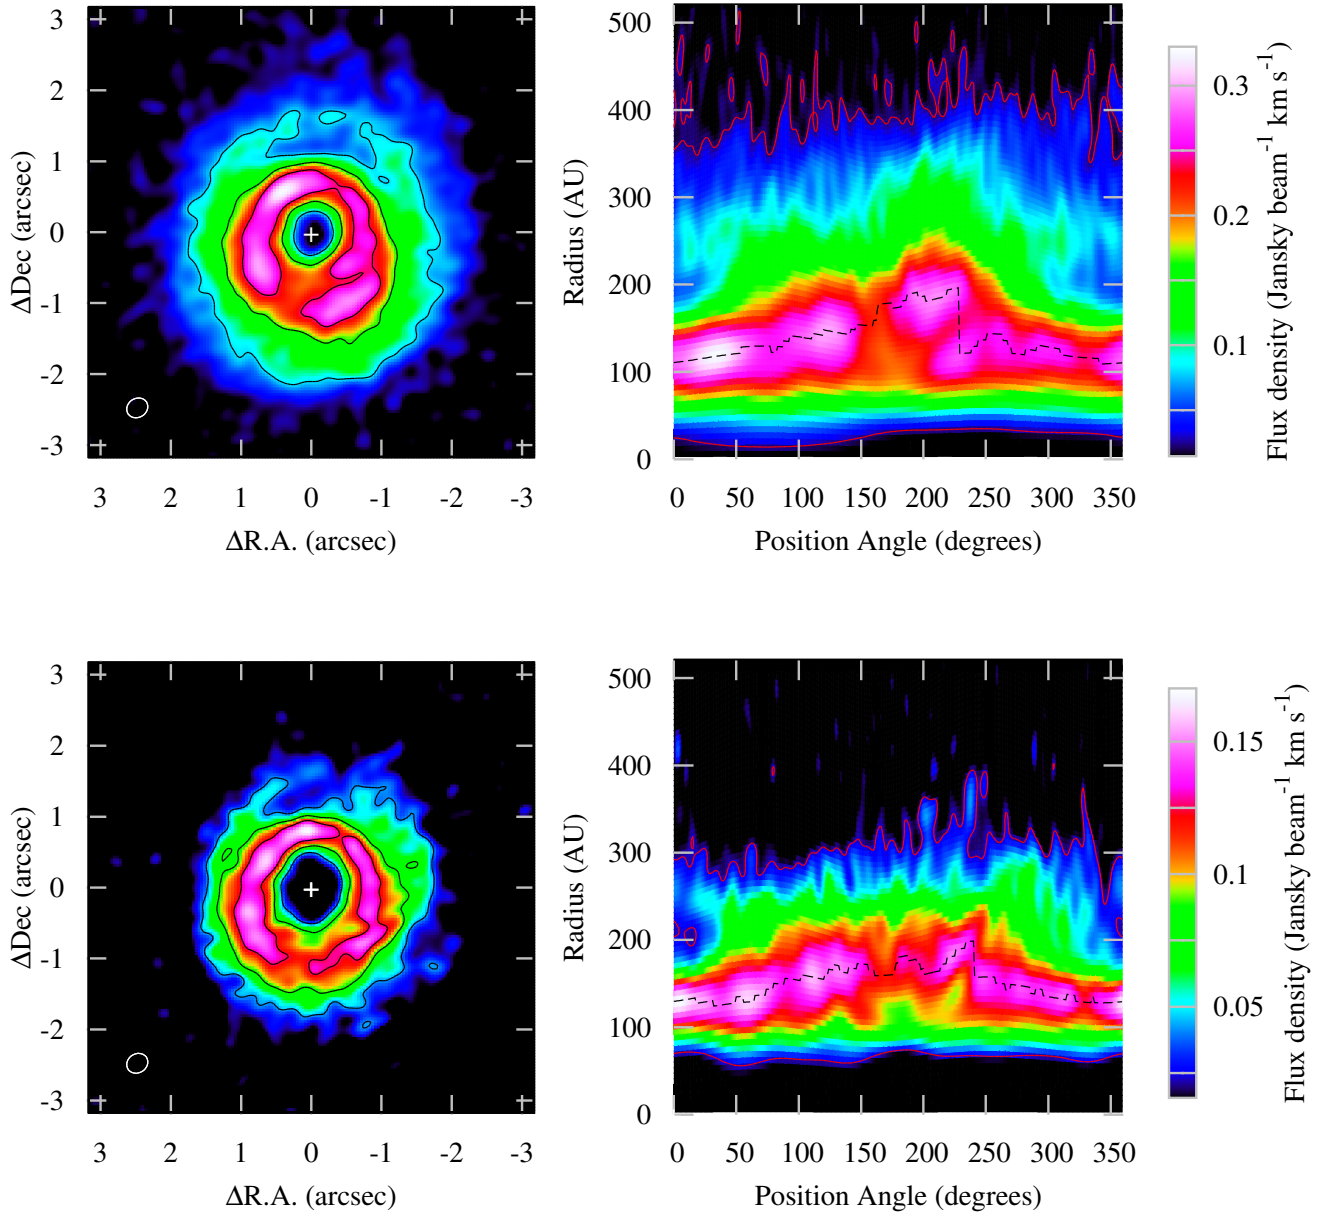 3
2
1
0
-1
-2
-3
ΔDec (arcsec)
3 2 1 0 -1 -2 -3
ΔR.A. (arcsec)
500
400
300
200
100
0
Radius (AU)
0 50 100 150 200 250 300 350
Position Angle (degrees)
0.3
0.2
0.1
Flux density (Jansky beam⁻¹ km s⁻¹)
3
2
1
0
-1
-2
-3
ΔDec (arcsec)
3 2 1 0 -1 -2 -3
ΔR.A. (arcsec)
500
400
300
200
100
0
Radius (AU)
0 50 100 150 200 250 300 350
Position Angle (degrees)
0.15
0.1
0.05
Flux density (Jansky beam⁻¹ km s⁻¹)